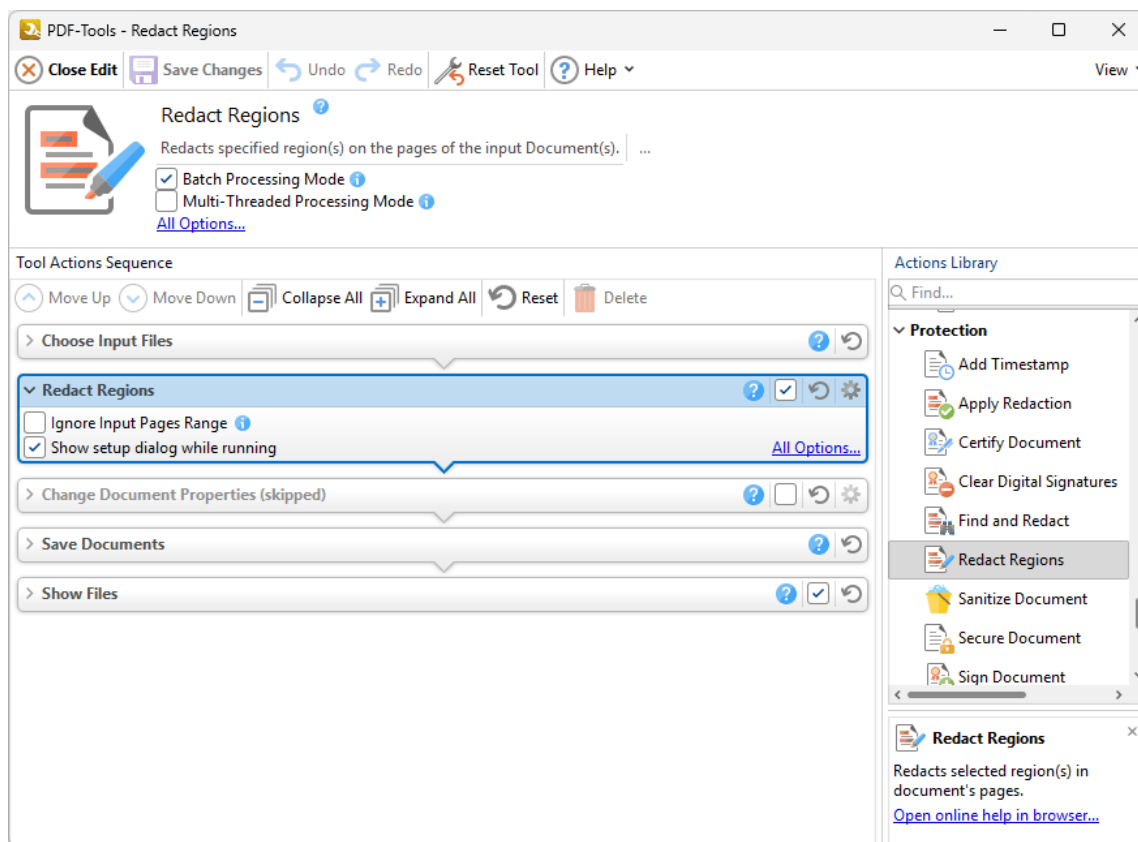 PDF-Tools - Redact Regions
Close Edit Save Changes Undo Redo Reset Tool ? Help View
Redact Regions ?
Redacts specified region(s) on the pages of the input Document(s). ...
Batch Processing Mode i
Multi-Threaded Processing Mode i
All Options...
Tool Actions Sequence
Move Up Move Down Collapse All Expand All Reset Delete
Choose Input Files ?
Redact Regions ?
Ignore Input Pages Range i
Show setup dialog while running All Options...
Change Document Properties (skipped) ?
Save Documents ?
Show Files ?
Actions Library
Find...
Protection
Add Timestamp
Apply Redaction
Certify Document
Clear Digital Signatures
Find and Redact
Redact Regions
Sanitize Document
Secure Document
Sign Document
Redact Regions
Redacts selected region(s) in
document's pages.
Open online help in browser...